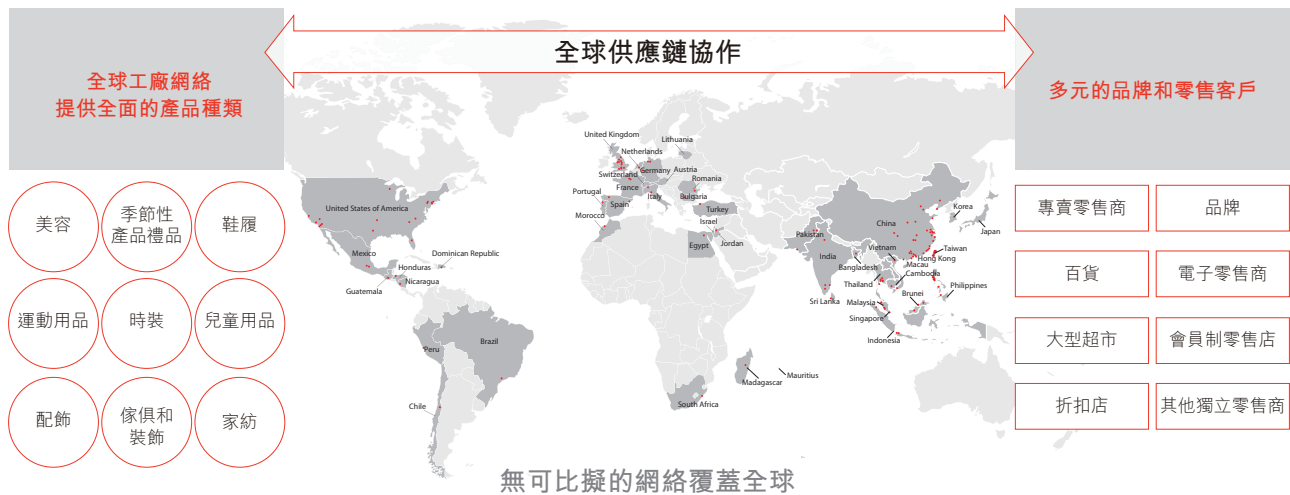 全球供應鏈協作
全球工廠網絡
提供全面的產品種類
多元的品牌和零售客戶
美容
季節性
產品禮品
鞋履
運動用品
時裝
兒童用品
配飾
傢俱和
裝飾
家紡
United States of America
Mexico
Dominican Republic
Honduras
Guatemala
Nicaragua
Peru
Brazil
Chile
United Kingdom
Lithuania
Netherlands
Germany
Austria
Switzerland
Romania
France
Portugal
Spain
Italy
Bulgaria
Morocco
Turkey
Israel
Egypt
Jordan
South Africa
Madagascar
Mauritius
Pakistan
India
China
Korea
Japan
Vietnam
Taiwan
Hong Kong
Macau
Bangladesh
Cambodia
Thailand
Brunei
Philippines
Sri Lanka
Malaysia
Singapore
Indonesia
專賣零售商
品牌
百貨
電子零售商
大型超市
會員制零售店
折扣店
其他獨立零售商
無可比擬的網絡覆蓋全球